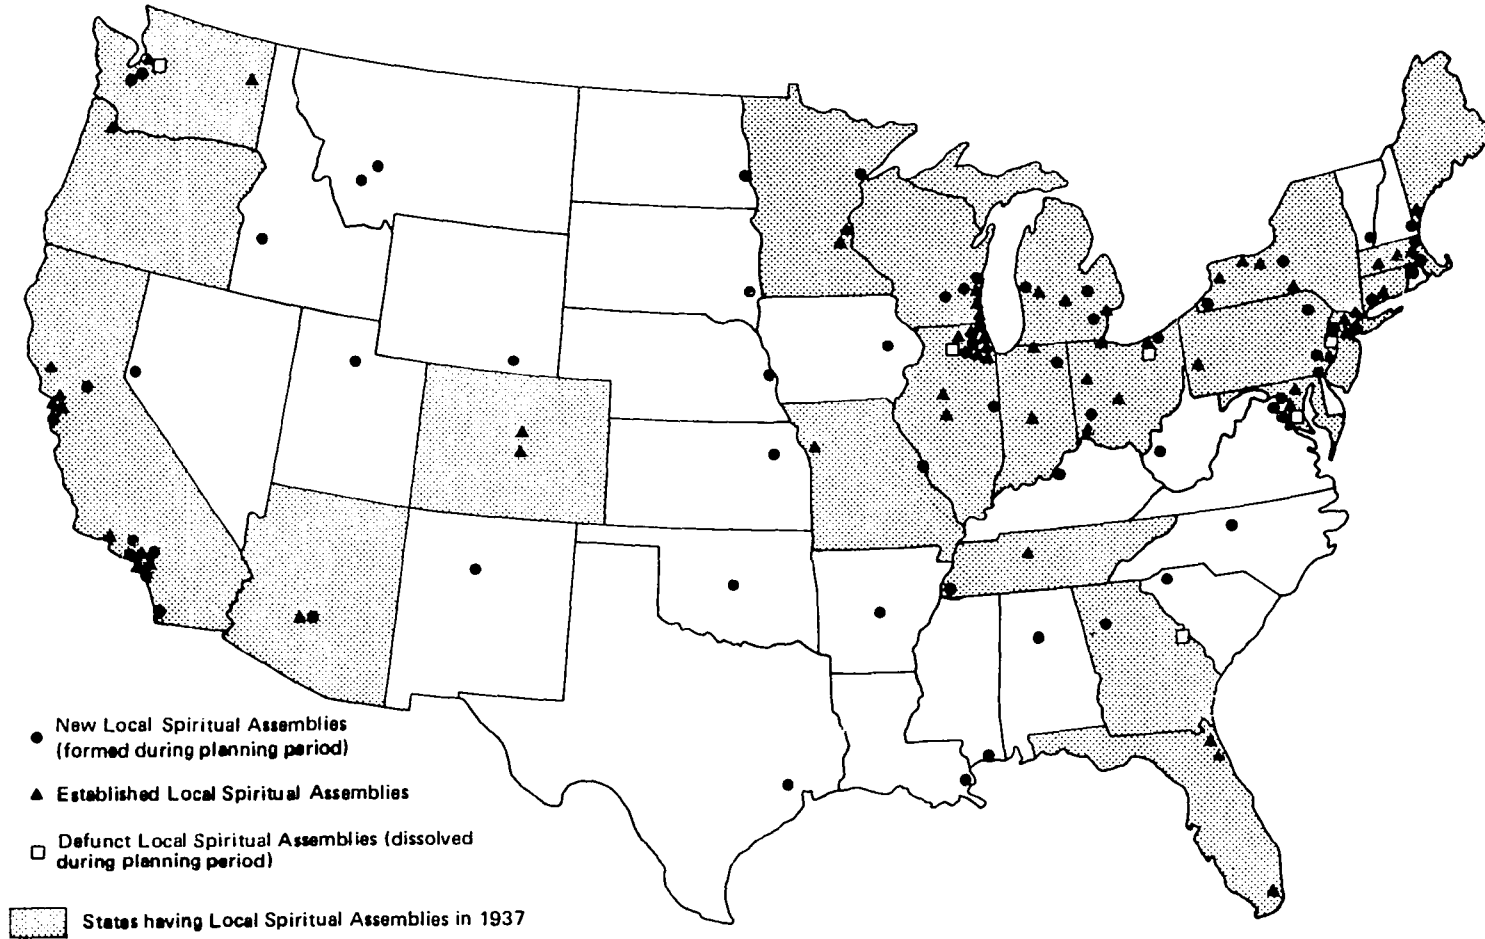 New Local Spiritual Assemblies
(formed during planning period)
Established Local Spiritual Assemblies
Defunct Local Spiritual Assemblies (dissolved
during planning period)
States having Local Spiritual Assemblies in 1937